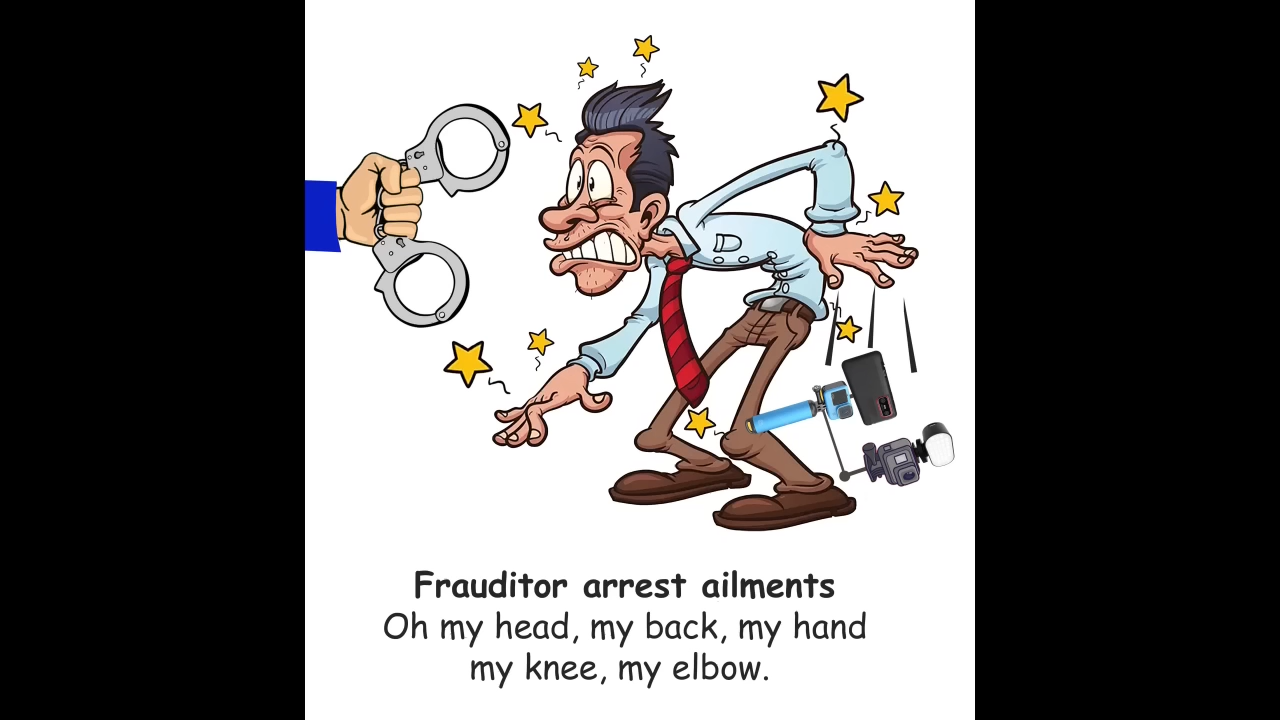 Frauditor arrest ailments
Oh my head, my back, my hand
my knee, my elbow.